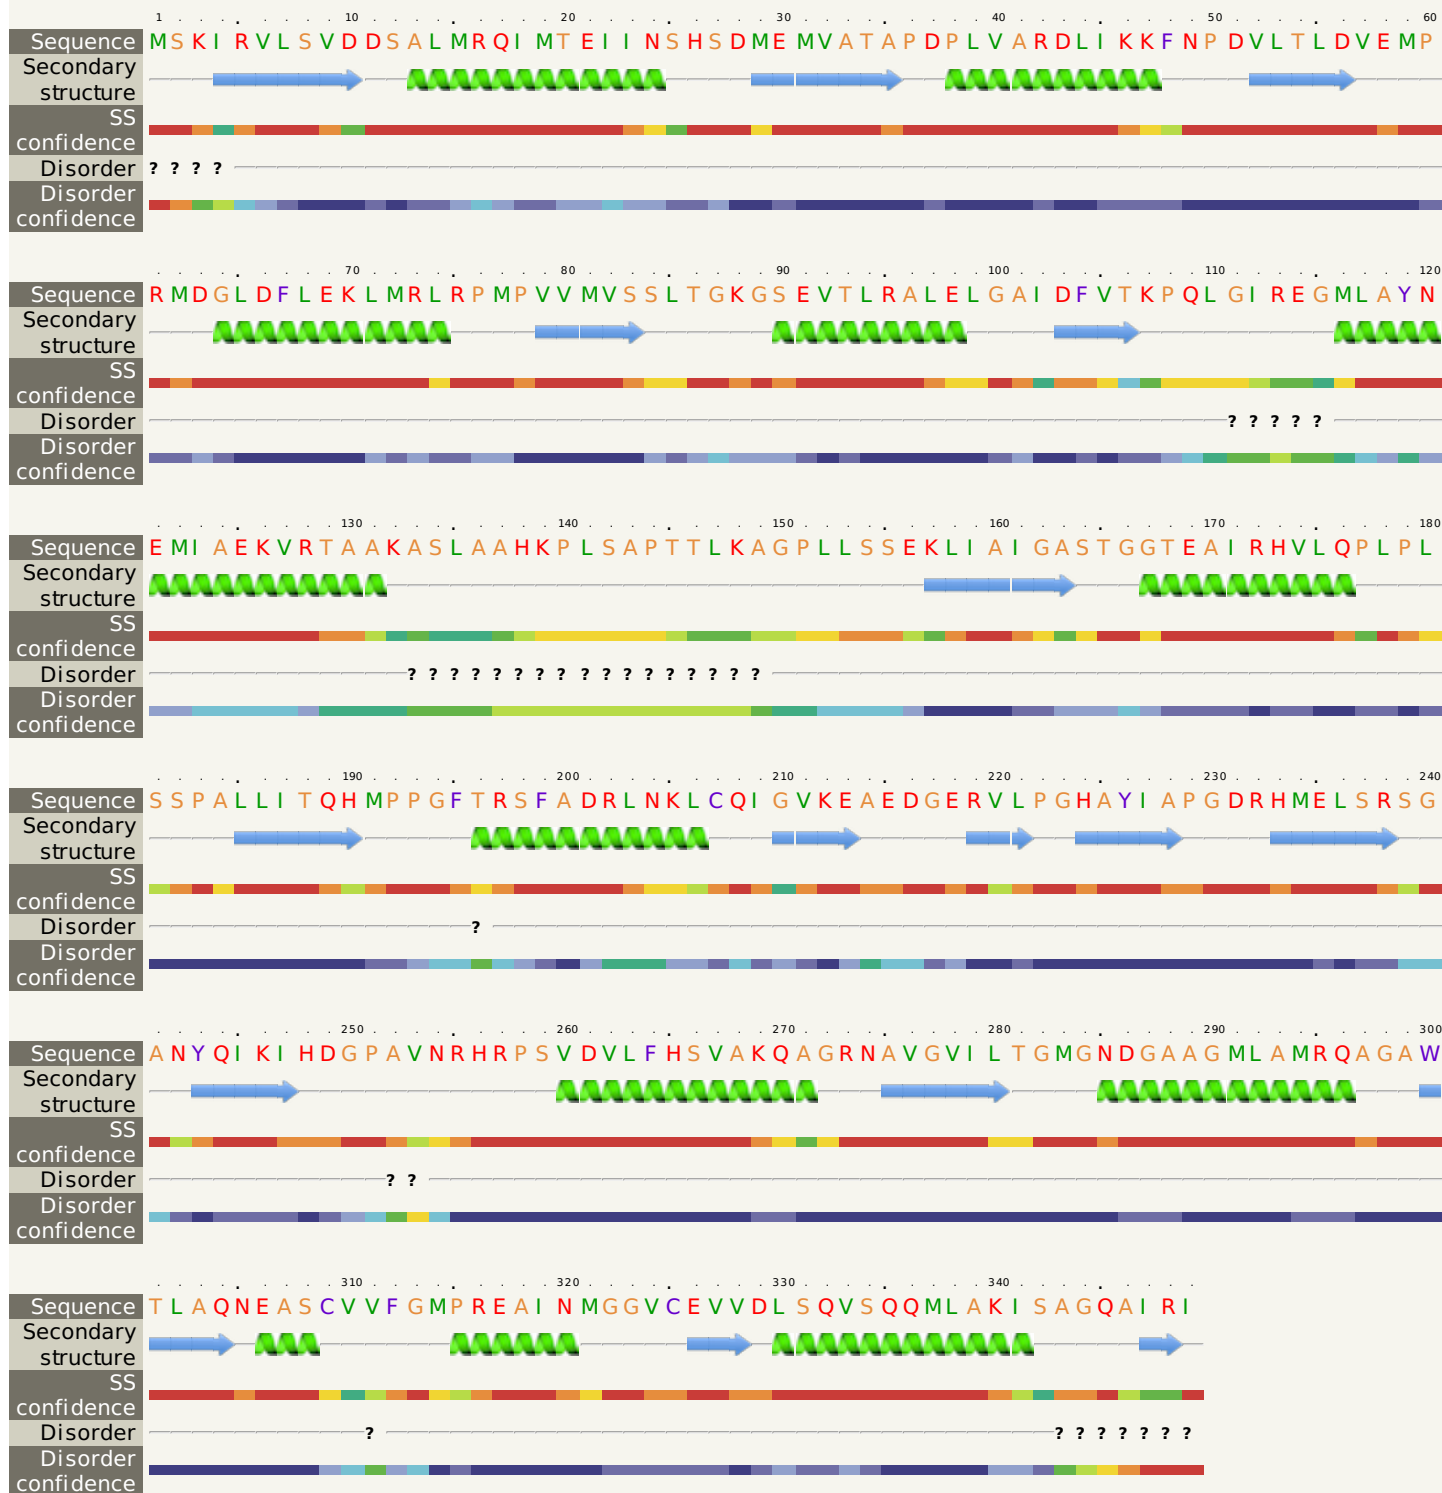 1 10 20 30 40 50 60
Sequence MSKIRVLSVDDSALMRQIMTEIINSHSDMEMVATAPDPLVARDLIKKFNPDVLTLDVEMP
Secondary
structure
SS
confidence
Disorder ? ? ? ?
Disorder
confidence
70 80 90 100 110 120
Sequence RMDGLDFLEKLMRLRPMPVVMVSSLTGKGSEVTLRALELGAIDFVTKPQLGIREGMLAYN
Secondary
structure
SS
confidence
Disorder ? ? ? ? ?
Disorder
confidence
130 140 150 160 170 180
Sequence EMIAEKVRTAAKASLAAHKPLSAPTTLKAGPLLSSEKLIAIGASTGGTEAIRHVLQPLPL
Secondary
structure
SS
confidence
Disorder ? ? ? ? ? ? ? ? ? ? ? ? ? ? ? ? ?
Disorder
confidence
190 200 210 220 230 240
Sequence SSPALLITQHMPPGFTRSFADRLNKLCQIGVKEAEDGERVLPGHAYIAPGDRHMELSRSG
Secondary
structure
SS
confidence
Disorder ?
Disorder
confidence
250 260 270 280 290 300
Sequence ANYQIKIHDGPAVNRHRPSVDVLFHSVAKQAGRNAVGVILTGMGNDGAAGMLAMRQAGAW
Secondary
structure
SS
confidence
Disorder ? ?
Disorder
confidence
310 320 330 340
Sequence TLAQNEASCVVFGMPREAINMGGVCEVVDLSQVSQQMLAKISAGQAIRI
Secondary
structure
SS
confidence
Disorder ? ? ? ? ? ? ? ?
Disorder
confidence